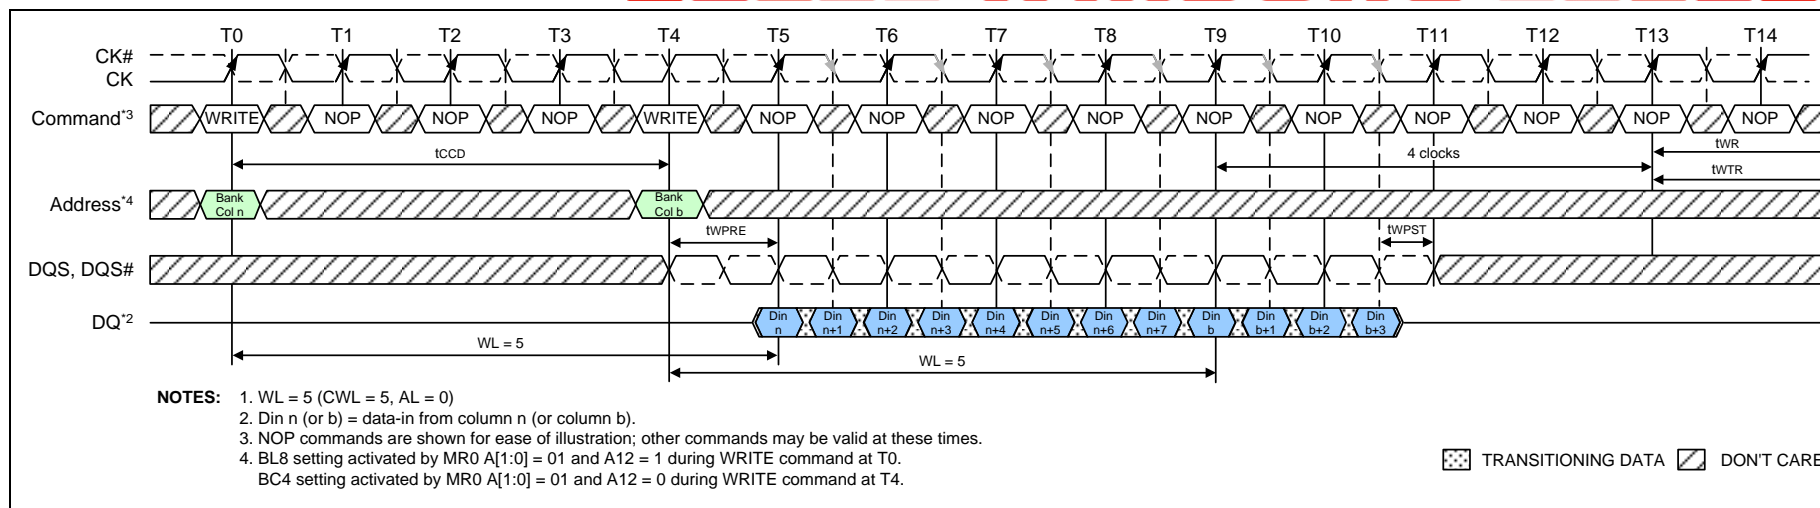 T0 T1 T2 T3 T4 T5 T6 T7 T8 T9 T10 T11 T12 T13 T14
CK#
CK
Command*3 WRITE NOP NOP NOP WRITE NOP NOP NOP NOP NOP NOP NOP NOP NOP NOP
tCCD 4 clocks tWR
tWTR
Address*4 Bank Col n Bank Col b
tWPRE tWPST
DQS, DQS#
DQ*2 Din n Din n+1 Din n+2 Din n+3 Din n+4 Din n+5 Din n+6 Din n+7 Din b Din b+1 Din b+2 Din b+3
WL = 5
WL = 5
NOTES: 1. WL = 5 (CWL = 5, AL = 0)
2. Din n (or b) = data-in from column n (or column b).
3. NOP commands are shown for ease of illustration; other commands may be valid at these times.
4. BL8 setting activated by MR0 A[1:0] = 01 and A12 = 1 during WRITE command at T0.
BC4 setting activated by MR0 A[1:0] = 01 and A12 = 0 during WRITE command at T4.
TRANSITIONING DATA DON'T CARE